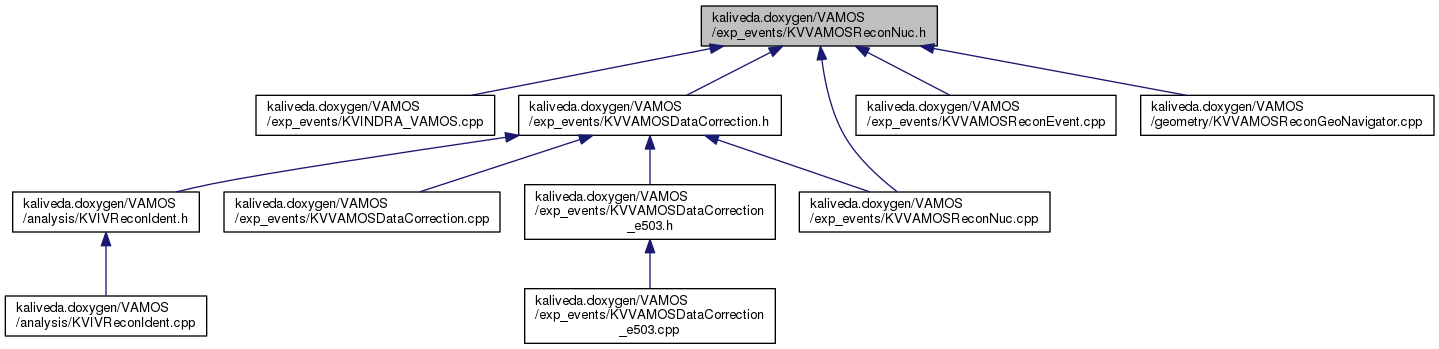 kaliveda.doxygen/VAMOS
/exp_events/KVVAMOSReconNuc.h
kaliveda.doxygen/VAMOS
/exp_events/KVINDRA_VAMOS.cpp
kaliveda.doxygen/VAMOS
/exp_events/KVVAMOSDataCorrection.h
kaliveda.doxygen/VAMOS
/exp_events/KVVAMOSReconEvent.cpp
kaliveda.doxygen/VAMOS
/geometry/KVVAMOSReconGeoNavigator.cpp
kaliveda.doxygen/VAMOS
/analysis/KVIVReconIdent.h
kaliveda.doxygen/VAMOS
/exp_events/KVVAMOSDataCorrection.cpp
kaliveda.doxygen/VAMOS
/exp_events/KVVAMOSDataCorrection
_e503.h
kaliveda.doxygen/VAMOS
/exp_events/KVVAMOSReconNuc.cpp
kaliveda.doxygen/VAMOS
/analysis/KVIVReconIdent.cpp
kaliveda.doxygen/VAMOS
/exp_events/KVVAMOSDataCorrection
_e503.cpp